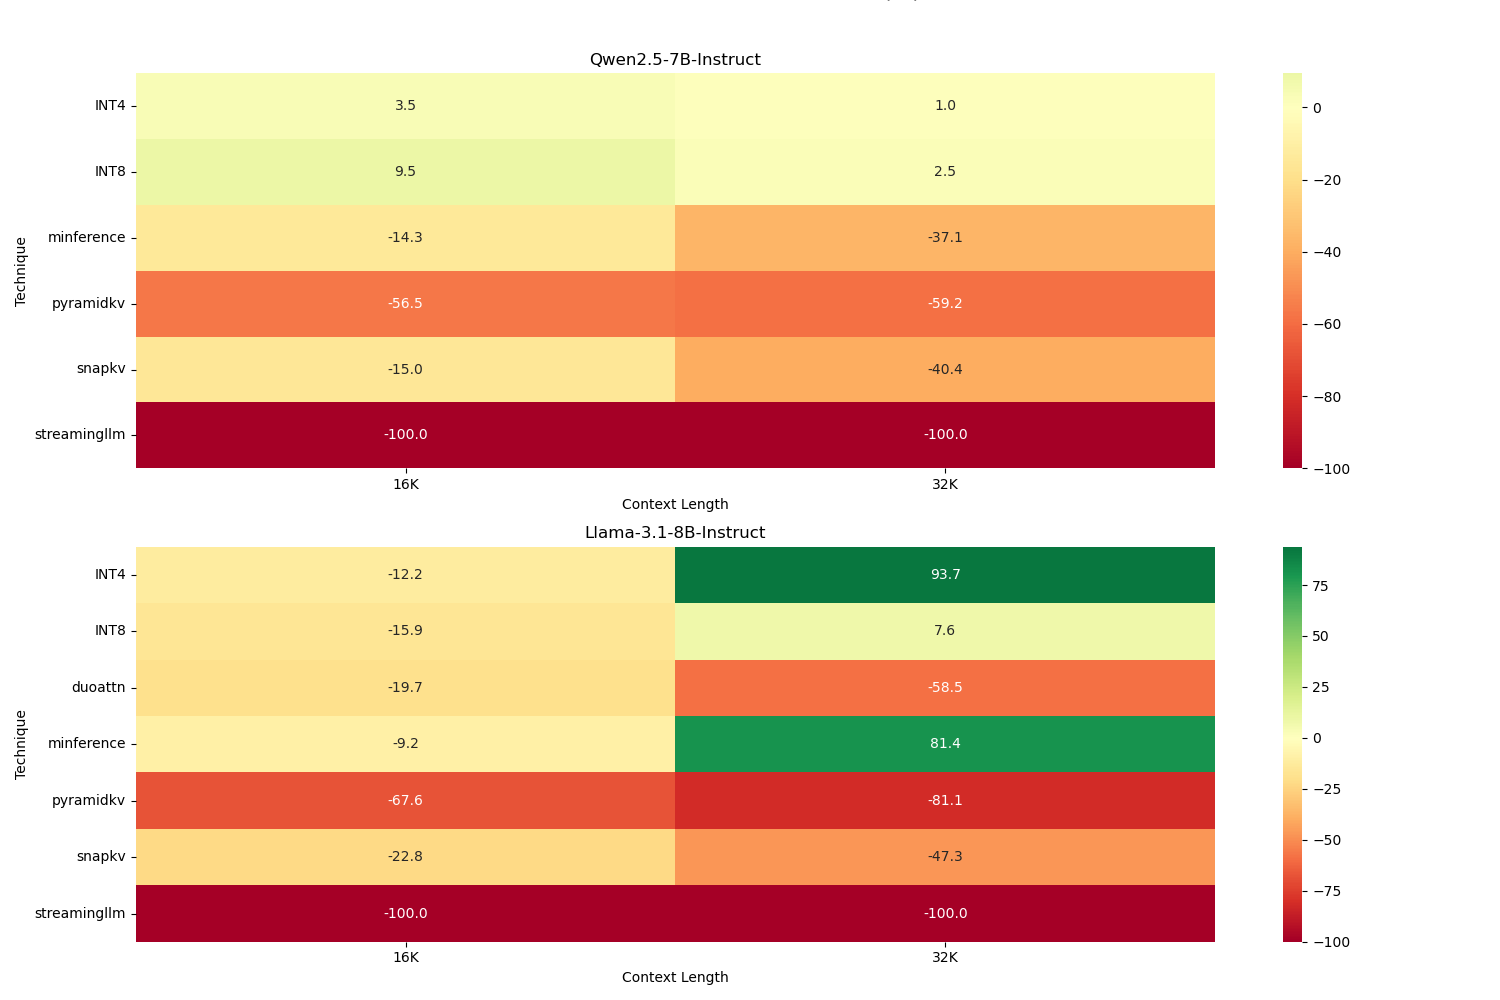 Qwen2.5-7B-Instruct
INT4 3.5 1.0 0
INT8 9.5 2.5 −20
minference -14.3 -37.1 −40
pyramidkv -56.5 -59.2 −60
snapkv -15.0 -40.4 −80
streamingllm -100.0 -100.0 −100
Technique
16K 32K
Context Length
Llama-3.1-8B-Instruct
INT4 -12.2 93.7 75
INT8 -15.9 7.6 50
duoattn -19.7 -58.5 25
minference -9.2 81.4 0
pyramidkv -67.6 -81.1 −25
snapkv -22.8 -47.3 −50
streamingllm -100.0 -100.0 −75
−100
Technique
16K 32K
Context Length